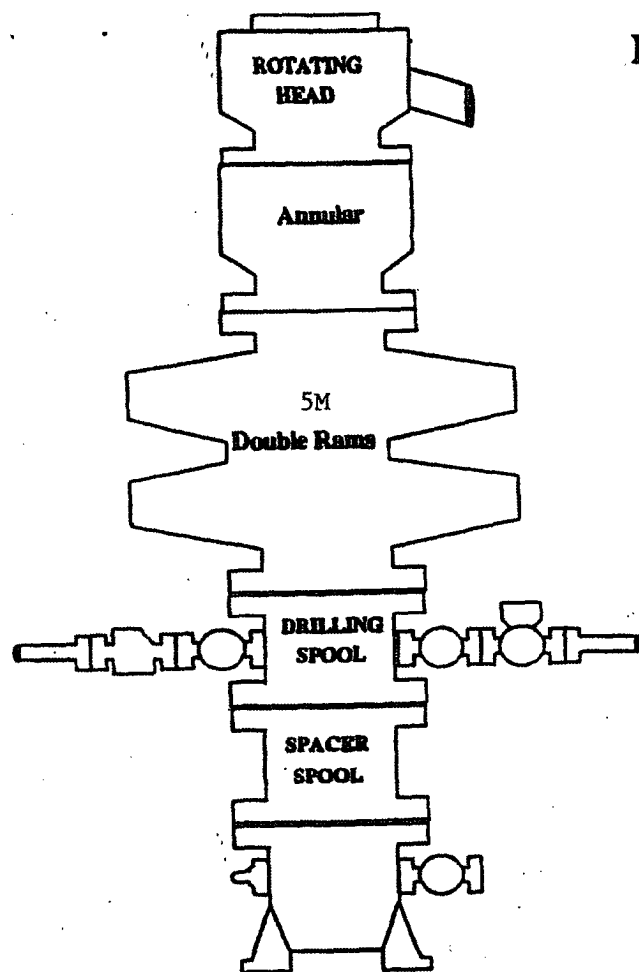 ROTATING
HEAD
Annular
5M
Double Rams
DRILLING
SPOOL
SPACER
SPOOL